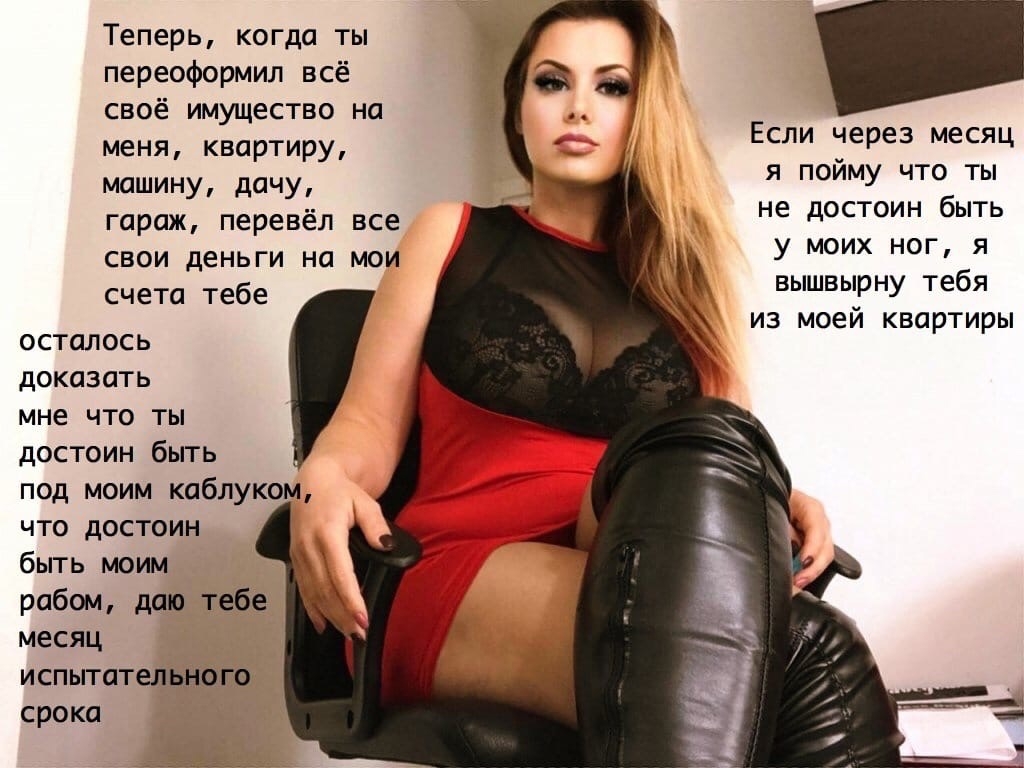 Теперь, когда ты
переоформил всё
своё имущество на
меня, квартиру,
машину, дачу,
гараж, перевёл все
свои деньги на мои
счета тебе
осталось
доказать
мне что ты
достоин быть
под моим каблуком,
что достоин
быть моим
рабом, даю тебе
месяц
испытательного
срока
Если через месяц
я пойму что ты
не достоин быть
у моих ног, я
вышвырну тебя
из моей квартиры